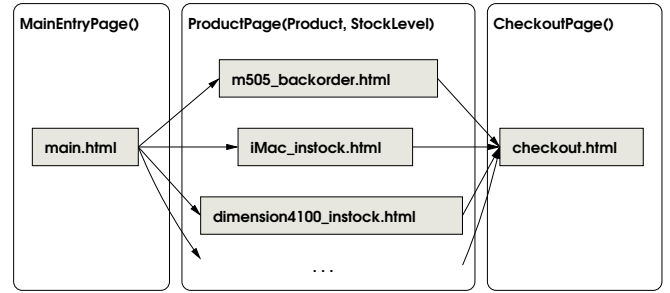 MainEntryPage()
ProductPage(Product, StockLevel)
CheckoutPage()
m505_backorder.html
main.html
iMac_instock.html
checkout.html
dimension4100_instock.html
...